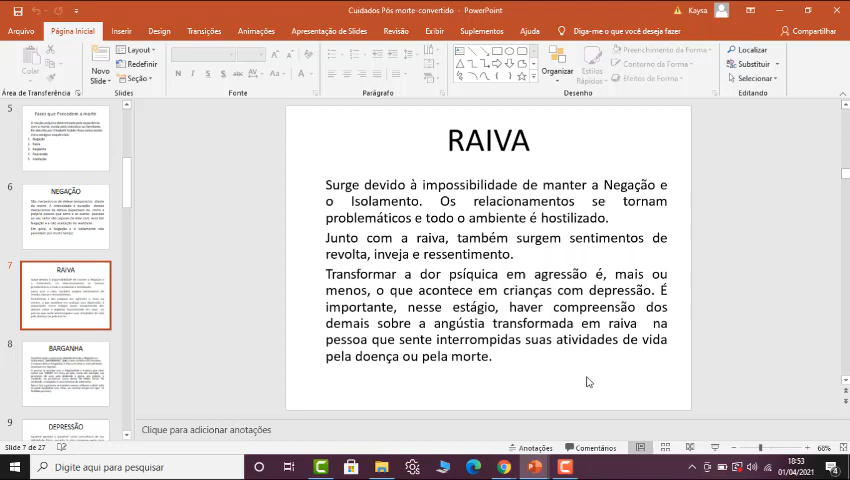 Cuidados Pós morte-convertido - PowerPoint
Kaysa
Arquivo Página Inicial Inserir Design Transições Animações Apresentação de Slides Revisão Exibir Suplementos Ajuda Diga-me o que você deseja fazer
Compartilhar
Colar
Novo Slide
Layout
Redefinir
Seção
Organizar
Estilos Rápidos
Preenchimento da Forma
Contorno da Forma
Efeitos de Forma
Localizar
Substituir
Selecionar
Área de Transferência Slides Fonte Parágrafo Desenho Editando
5
Fases que Precedem a morte
6
NEGAÇÃO
7
RAIVA
8
BARGANHA
9
DEPRESSÃO
RAIVA
Surge devido à impossibilidade de manter a Negação e
o Isolamento. Os relacionamentos se tornam
problemáticos e todo o ambiente é hostilizado.
Junto com a raiva, também surgem sentimentos de
revolta, inveja e ressentimento.
Transformar a dor psíquica em agressão é, mais ou
menos, o que acontece em crianças com depressão. É
importante, nesse estágio, haver compreensão dos
demais sobre a angústia transformada em raiva na
pessoa que sente interrompidas suas atividades de vida
pela doença ou pela morte.
Clique para adicionar anotações
Slide 7 de 27
Anotações
Comentários
68%
Digite aqui para pesquisar
18:53
01/04/2021
4